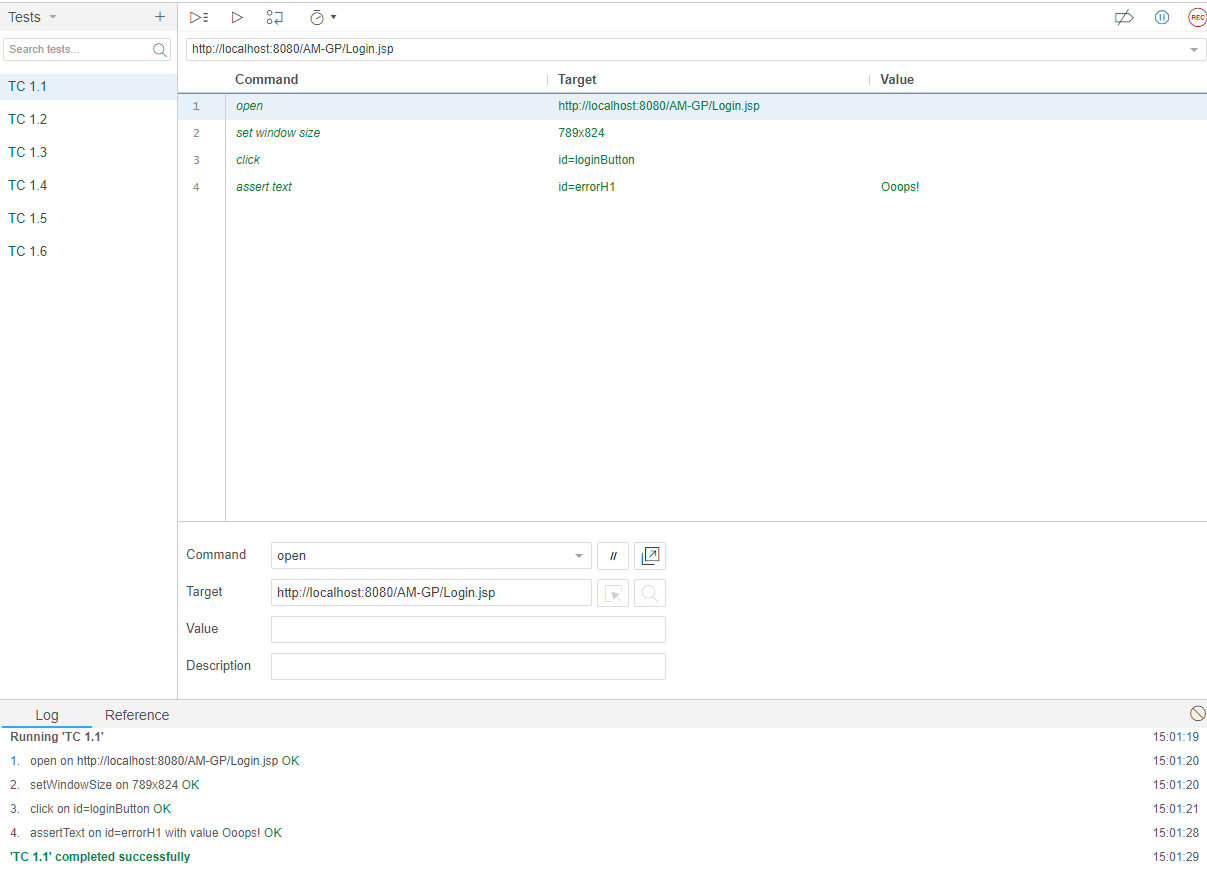 Tests
Search tests...
TC 1.1
TC 1.2
TC 1.3
TC 1.4
TC 1.5
TC 1.6
REC
http://localhost:8080/AM-GP/Login.jsp
Command Target Value
1 open http://localhost:8080/AM-GP/Login.jsp
2 set window size 789x824
3 click id=loginButton
4 assert text id=errorH1 Ooops!
Command open //
Target http://localhost:8080/AM-GP/Login.jsp
Value
Description
Log Reference
Running 'TC 1.1' 15:01:19
1. open on http://localhost:8080/AM-GP/Login.jsp OK 15:01:20
2. setWindowSize on 789x824 OK 15:01:20
3. click on id=loginButton OK 15:01:21
4. assertText on id=errorH1 with value Ooops! OK 15:01:28
'TC 1.1' completed successfully 15:01:29